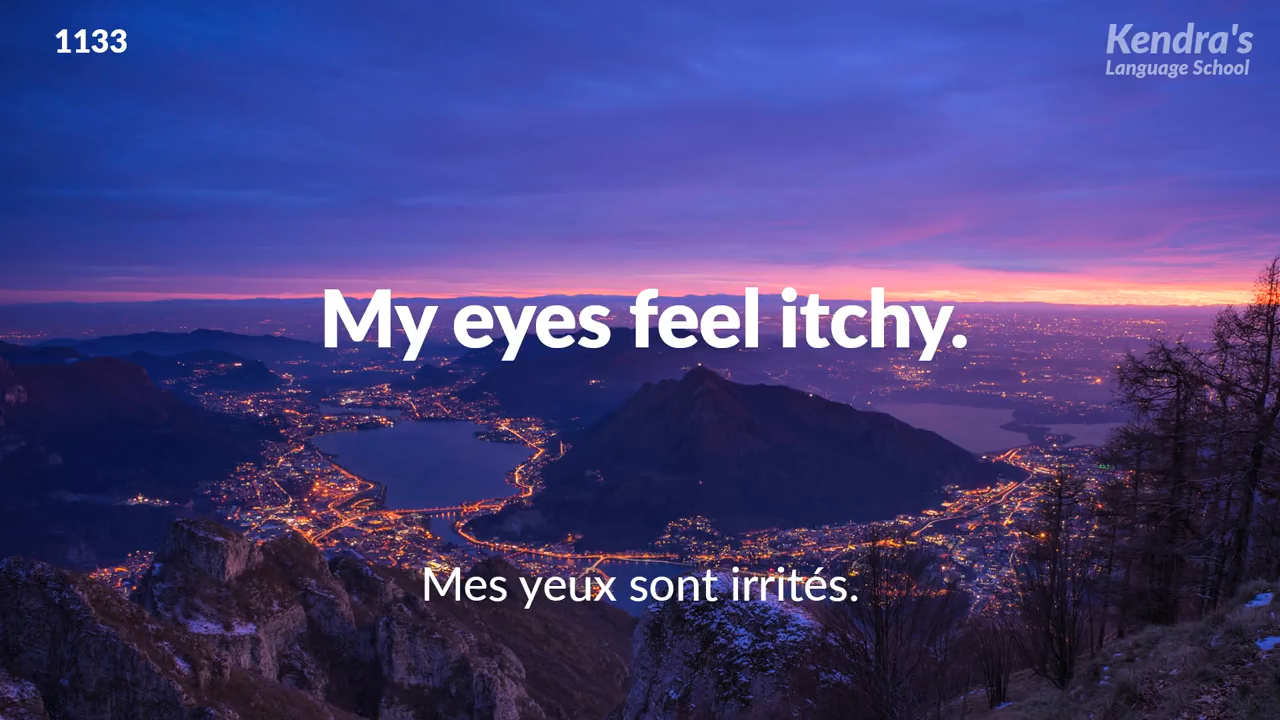 1133
Kendra's
Language School
My eyes feel itchy.
Mes yeux sont irrités.